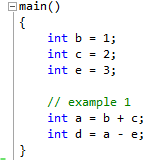 main()
{
    int b = 1;
    int c = 2;
    int e = 3;

    // example 1
    int a = b + c;
    int d = a - e;
}